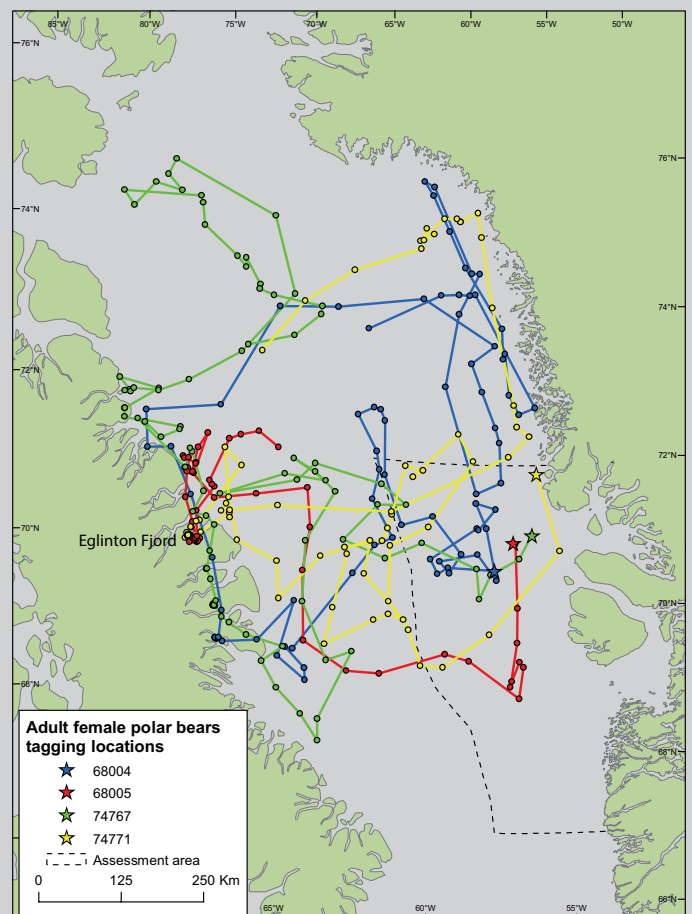 85°W 80°W 75°W 70°W 65°W 60°W 55°W 50°W
76°N
76°N
74°N
74°N
72°N
72°N
70°N
Eglinton Fjord
70°N
68°N
68°N
Adult female polar bears
tagging locations
68004
68005
74767
74771
Assessment area
0 125 250 Km
66°N
65°W 60°W 55°W